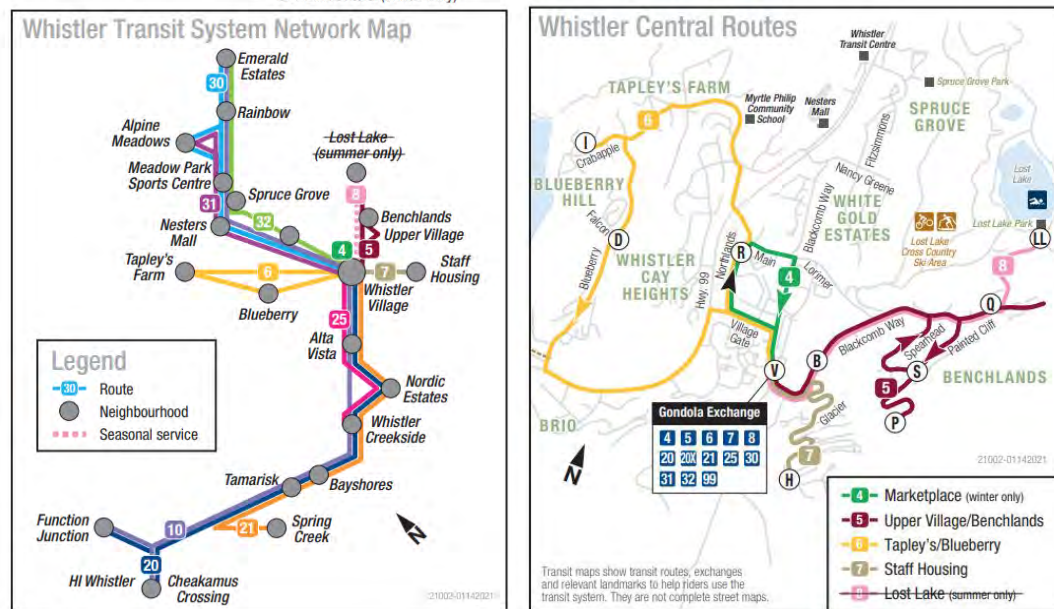 Whistler Transit System Network Map
Emerald
Estates
30
Rainbow
Alpine
Meadows
Lost Lake
(summer only)
Meadow Park
Sports Centre
8
Spruce Grove
31
32
Benchlands
Nesters
Mall
4
5
Upper Village
Tapley's
Farm
6
7
Staff
Housing
Whistler
Village
Blueberry
25
Alta
Vista
Legend
30
Route
Neighbourhood
Seasonal service
Nordic
Estates
Whistler
Creekside
Tamarisk
Bayshores
Function
Junction
10
21
Spring
Creek
20
HI Whistler
Cheakamus
Crossing
N
21002-01142021
Whistler Central Routes
Whistler
Transit Centre
TAPLEY'S FARM
Myrtle Philip
Community
School
Nesters
Mall
Spruce Grove Park
SPRUCE
GROVE
6
I
Crabapple
Fitzsimmons
Nancy Greene
Lost
Lake
BLUEBERRY
HILL
Falcon
D
Blueberry
WHISTLER
CAY
HEIGHTS
Hwy. 99
Northlands
R
Main
4
Lorimer
Blackcomb Way
WHITE
GOLD
ESTATES
Lost Lake Park
Lost Lake
Cross Country
Ski Area
LL
8
Village
Gate
Q
Blackcomb Way
Spearhead
Painted Cliff
V
B
S
BENCHLANDS
5
P
Glacier
Gondola Exchange
4 5 6 7 8
20 20X 21 25 30
31 32 99
BRIO
N
7
H
21002-01142021
4 Marketplace (winter only)
5 Upper Village/Benchlands
6 Tapley's/Blueberry
7 Staff Housing
8 Lost Lake (summer only)
Transit maps show transit routes, exchanges
and relevant landmarks to help riders use the
transit system. They are not complete street maps.